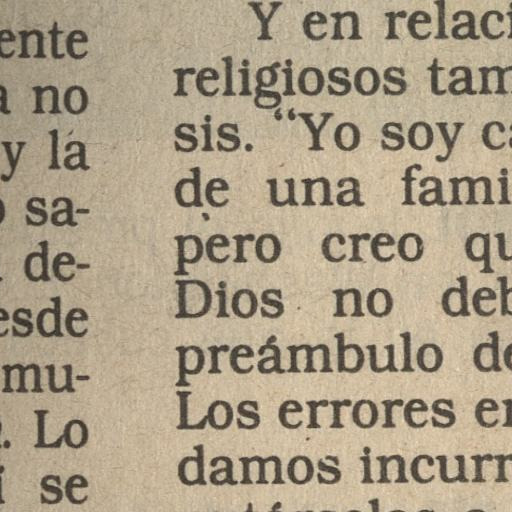 ente
no
y la
sa-
de-
esde
mu-
Lo
se
Y en relaci
religiosos tam
sis. “Yo soy ca
de una fami
pero creo qu
Dios no deb
preámbulo de
Los errores en
damos incurr